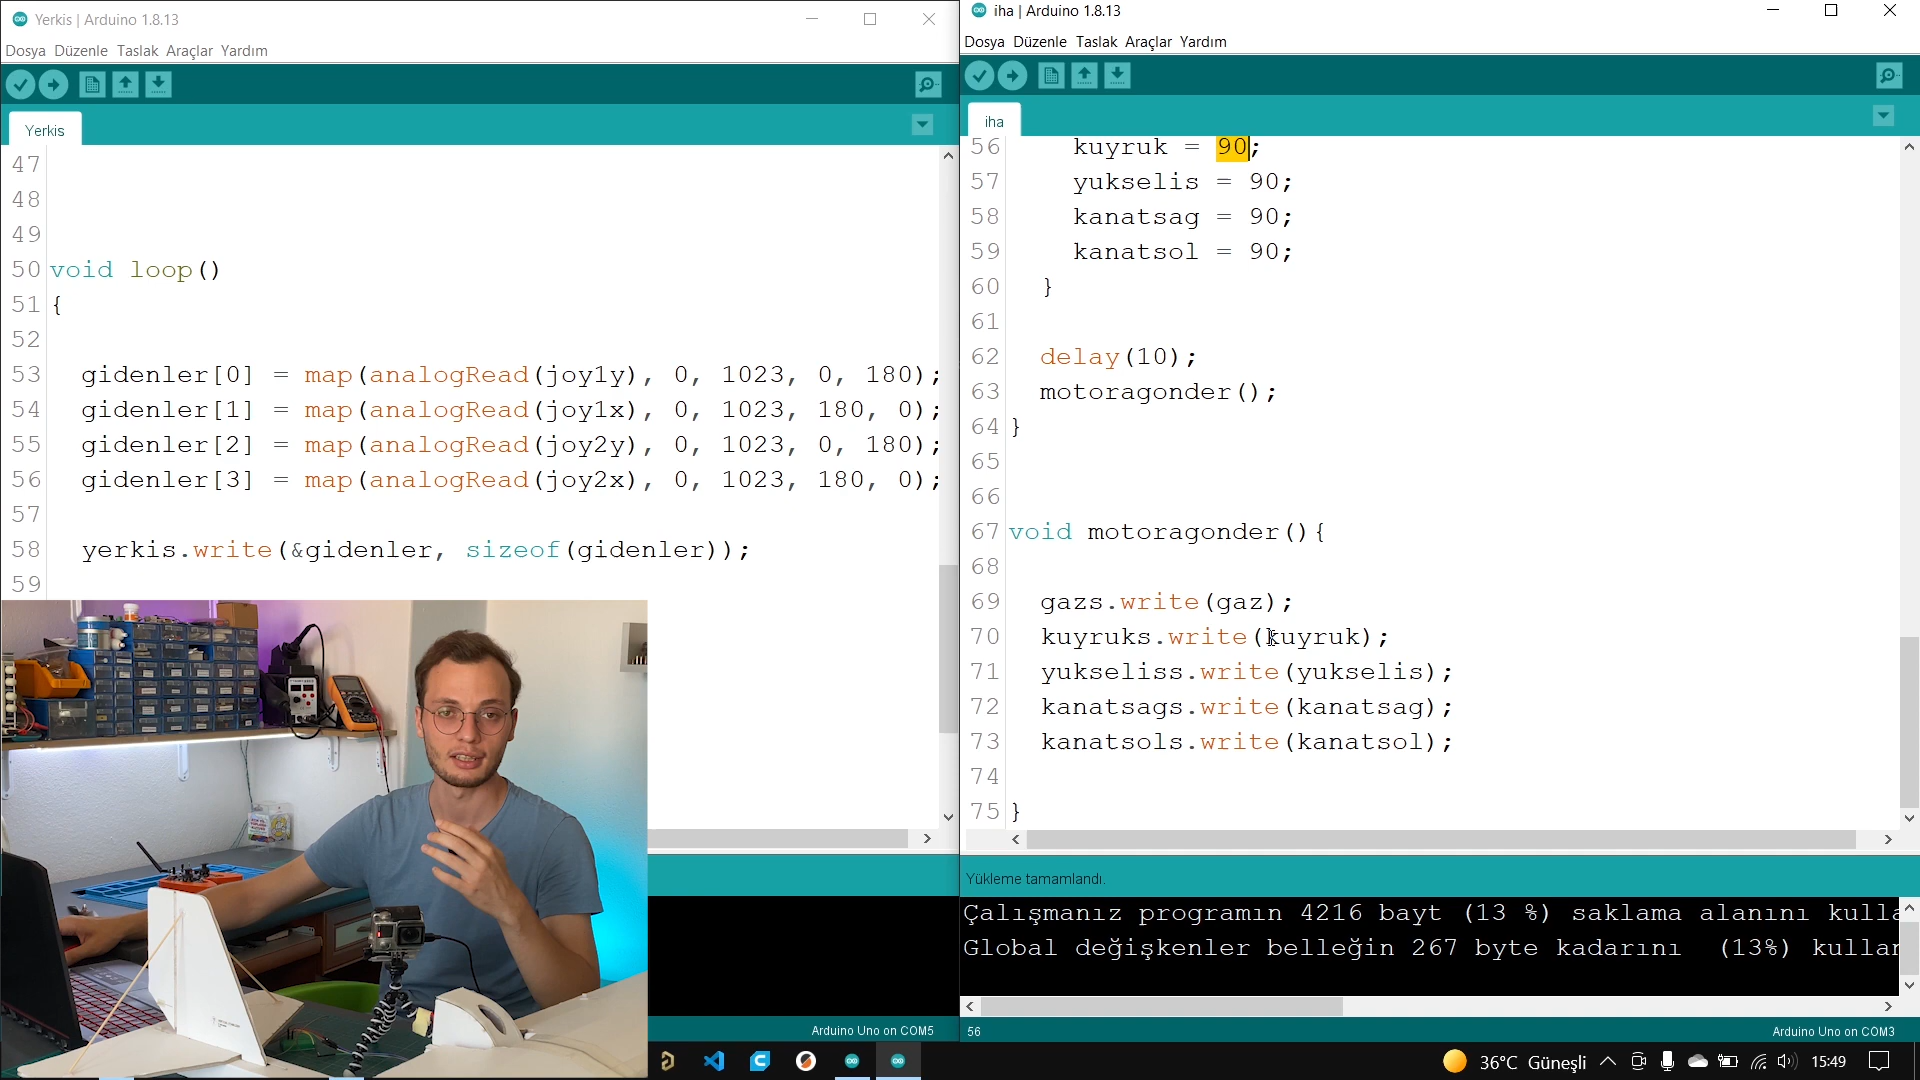 Yerkis | Arduino 1.8.13
Dosya Düzenle Taslak Araçlar Yardım
Yerkis
47
48
49
50 void loop()
51 {
52
53 gidenler[0] = map(analogRead(joy1y), 0, 1023, 0, 180);
54 gidenler[1] = map(analogRead(joy1x), 0, 1023, 180, 0);
55 gidenler[2] = map(analogRead(joy2y), 0, 1023, 0, 180);
56 gidenler[3] = map(analogRead(joy2x), 0, 1023, 180, 0);
57
58 yerkis.write(&gidenler, sizeof(gidenler));
59
Arduino Uno on COM5
iha | Arduino 1.8.13
Dosya Düzenle Taslak Araçlar Yardım
iha
56 kuyruk = 90;
57 yukselis = 90;
58 kanatsag = 90;
59 kanatsol = 90;
60 }
61
62 delay(10);
63 motoragonder();
64 }
65
66
67 void motoragonder(){
68
69 gazs.write(gaz);
70 kuyruks.write(kuyruk);
71 yukseliss.write(yukselis);
72 kanatsags.write(kanatsag);
73 kanatsols.write(kanatsol);
74
75 }
Yükleme tamamlandı.
Çalışmanız programın 4216 bayt (13 %) saklama alanını kulla
Global değişkenler belleğin 267 byte kadarını (13%) kullan
56
Arduino Uno on COM3
36°C Güneşli
15:49